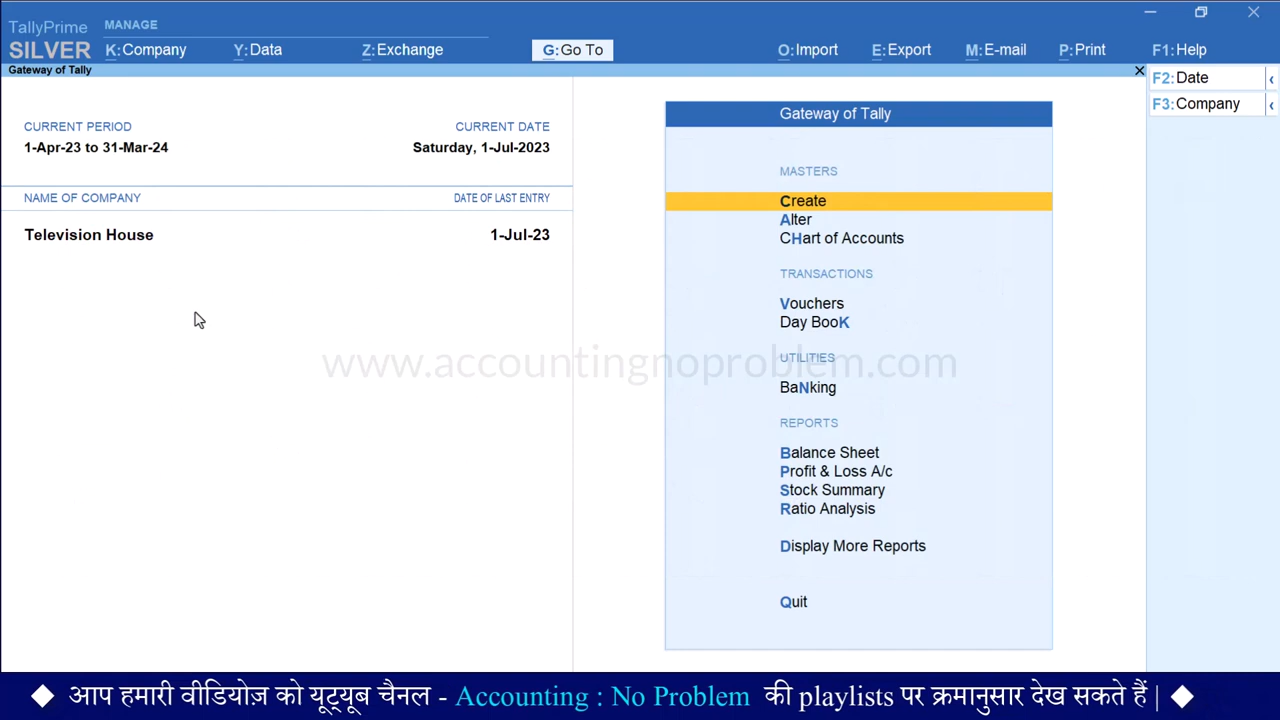 TallyPrime
MANAGE
SILVER K:Company Y:Data Z:Exchange G:Go To O:Import E:Export M:E-mail P:Print F1:Help
Gateway of Tally
F2:Date
F3:Company
CURRENT PERIOD CURRENT DATE
1-Apr-23 to 31-Mar-24 Saturday, 1-Jul-2023
NAME OF COMPANY DATE OF LAST ENTRY
Television House 1-Jul-23
Gateway of Tally
MASTERS
Create
Alter
CHart of Accounts
TRANSACTIONS
Vouchers
Day BooK
UTILITIES
BaNking
REPORTS
Balance Sheet
Profit & Loss A/c
Stock Summary
Ratio Analysis
Display More Reports
Quit
www.accountingnoproblem.com
◆ आप हमारी वीडियोज़ को यूट्यूब चैनल - Accounting : No Problem की playlists पर क्रमानुसार देख सकते हैं | ◆